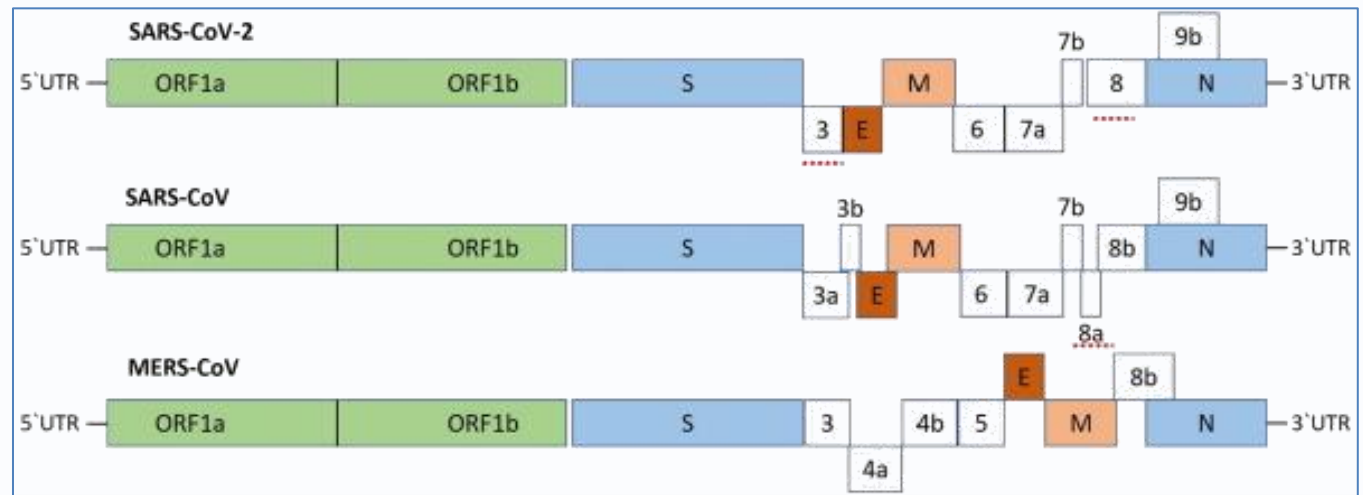 SARS-CoV-2
7b 9b
5`UTR ORF1a ORF1b S M 8 N 3`UTR
3 E 6 7a
SARS-CoV
3b 7b 9b
5`UTR ORF1a ORF1b S M 8b N 3`UTR
3a E 6 7a
8a
MERS-CoV
E 8b
5`UTR ORF1a ORF1b S 3 4b 5 M N 3`UTR
4a